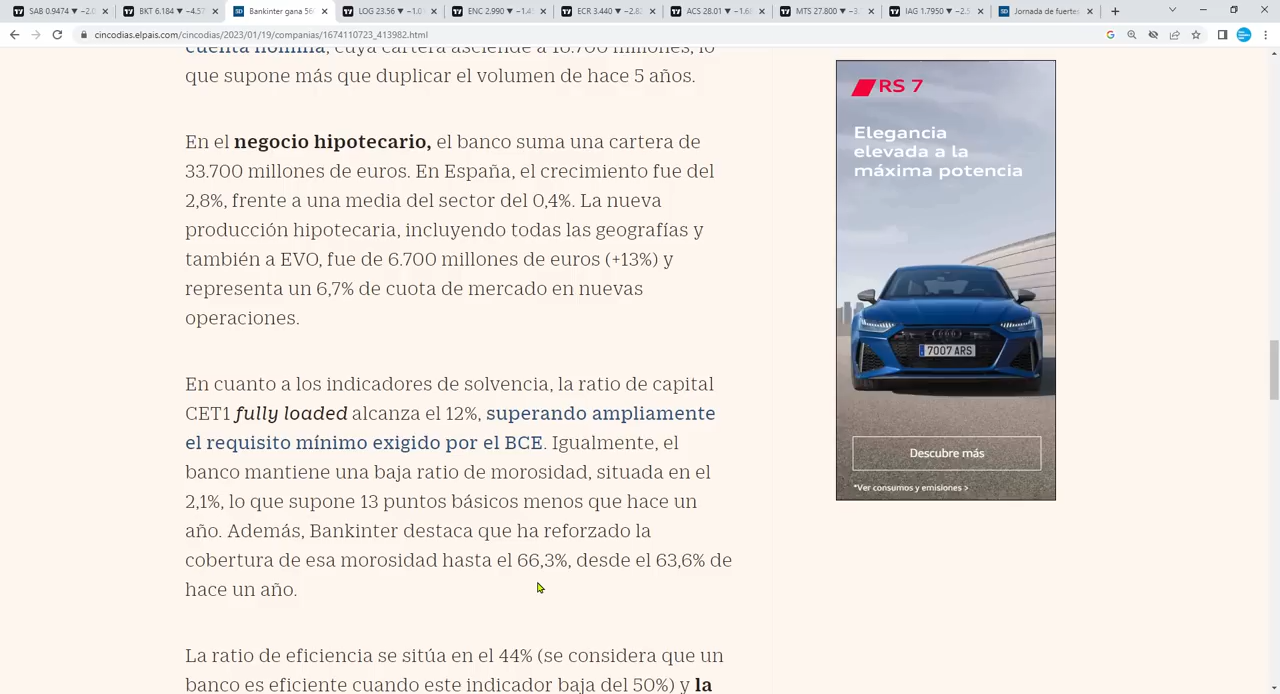 SAB 0.9474 ▼ −2.0
BKT 6.184 ▼ −4.57
Bankinter gana 56
LOG 23.56 ▼ −1.0
ENC 2.990 ▼ −1.4
ECR 3.440 ▼ −2.8
ACS 28.01 ▼ −1.6
MTS 27.800 ▼ −3.
IAG 1.7950 ▼ −2.5
Jornada de fuertes
cincodias.elpais.com/cincodias/2023/01/19/companias/1674110723_413982.html
cuenta nómina, cuya cartera asciende a 16.700 millones, lo
que supone más que duplicar el volumen de hace 5 años.
En el negocio hipotecario, el banco suma una cartera de
33.700 millones de euros. En España, el crecimiento fue del
2,8%, frente a una media del sector del 0,4%. La nueva
producción hipotecaria, incluyendo todas las geografías y
también a EVO, fue de 6.700 millones de euros (+13%) y
representa un 6,7% de cuota de mercado en nuevas
operaciones.
En cuanto a los indicadores de solvencia, la ratio de capital
CET1 fully loaded alcanza el 12%, superando ampliamente
el requisito mínimo exigido por el BCE. Igualmente, el
banco mantiene una baja ratio de morosidad, situada en el
2,1%, lo que supone 13 puntos básicos menos que hace un
año. Además, Bankinter destaca que ha reforzado la
cobertura de esa morosidad hasta el 66,3%, desde el 63,6% de
hace un año.
La ratio de eficiencia se sitúa en el 44% (se considera que un
banco es eficiente cuando este indicador baja del 50%) y la
RS 7
Elegancia
elevada a la
máxima potencia
7007 ARS
Descubre más
*Ver consumos y emisiones >